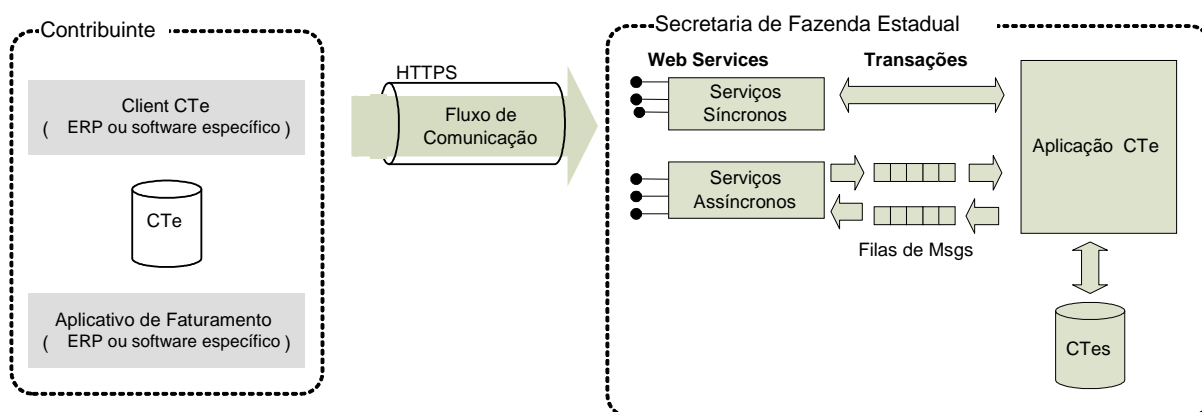 Contribuinte
Client CTe
( ERP ou software específico )
CTe
Aplicativo de Faturamento
( ERP ou software específico )
HTTPS
Fluxo de
Comunicação
Secretaria de Fazenda Estadual
Web Services
Transações
Serviços
Síncronos
Serviços
Assíncronos
Filas de Msgs
Aplicação CTe
CTes